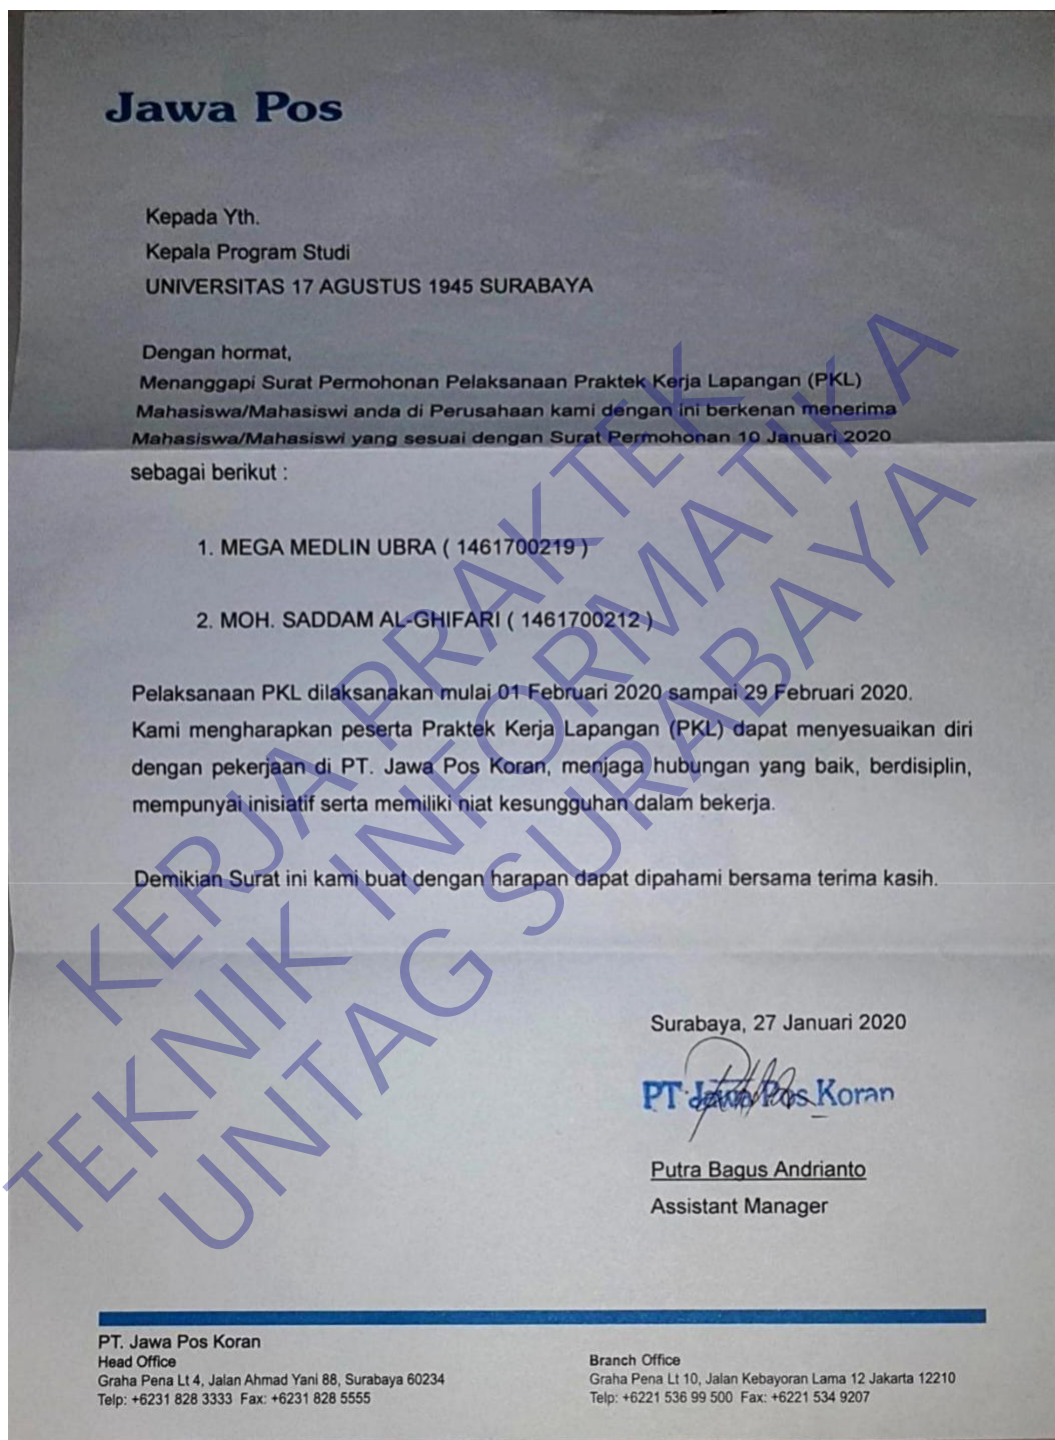 Jawa Pos
Kepada Yth.
Kepala Program Studi
UNIVERSITAS 17 AGUSTUS 1945 SURABAYA
Dengan hormat,
Menanggapi Surat Permohonan Pelaksanaan Praktek Kerja Lapangan (PKL)
Mahasiswa/Mahasiswi anda di Perusahaan kami dengan ini berkenan menerima
Mahasiswa/Mahasiswi yang sesuai dengan Surat Permohonan 10 Januari 2020
sebagai berikut :
1. MEGA MEDLIN UBRA ( 1461700219 )
2. MOH. SADDAM AL-GHIFARI ( 1461700212 )
Pelaksanaan PKL dilaksanakan mulai 01 Februari 2020 sampai 29 Februari 2020.
Kami mengharapkan peserta Praktek Kerja Lapangan (PKL) dapat menyesuaikan diri
dengan pekerjaan di PT. Jawa Pos Koran, menjaga hubungan yang baik, berdisiplin,
mempunyai inisiatif serta memiliki niat kesungguhan dalam bekerja.
Demikian Surat ini kami buat dengan harapan dapat dipahami bersama terima kasih.
Surabaya, 27 Januari 2020
PT Jawa Pos Koran
Putra Bagus Andrianto
Assistant Manager
PT. Jawa Pos Koran
Head Office
Graha Pena Lt 4, Jalan Ahmad Yani 88, Surabaya 60234
Telp: +6231 828 3333 Fax: +6231 828 5555
Branch Office
Graha Pena Lt 10, Jalan Kebayoran Lama 12 Jakarta 12210
Telp: +6221 536 99 500 Fax: +6221 534 9207
KERJA PRAKTEK
TEKNIK INFORMATIKA
UNTAG SURABAYA